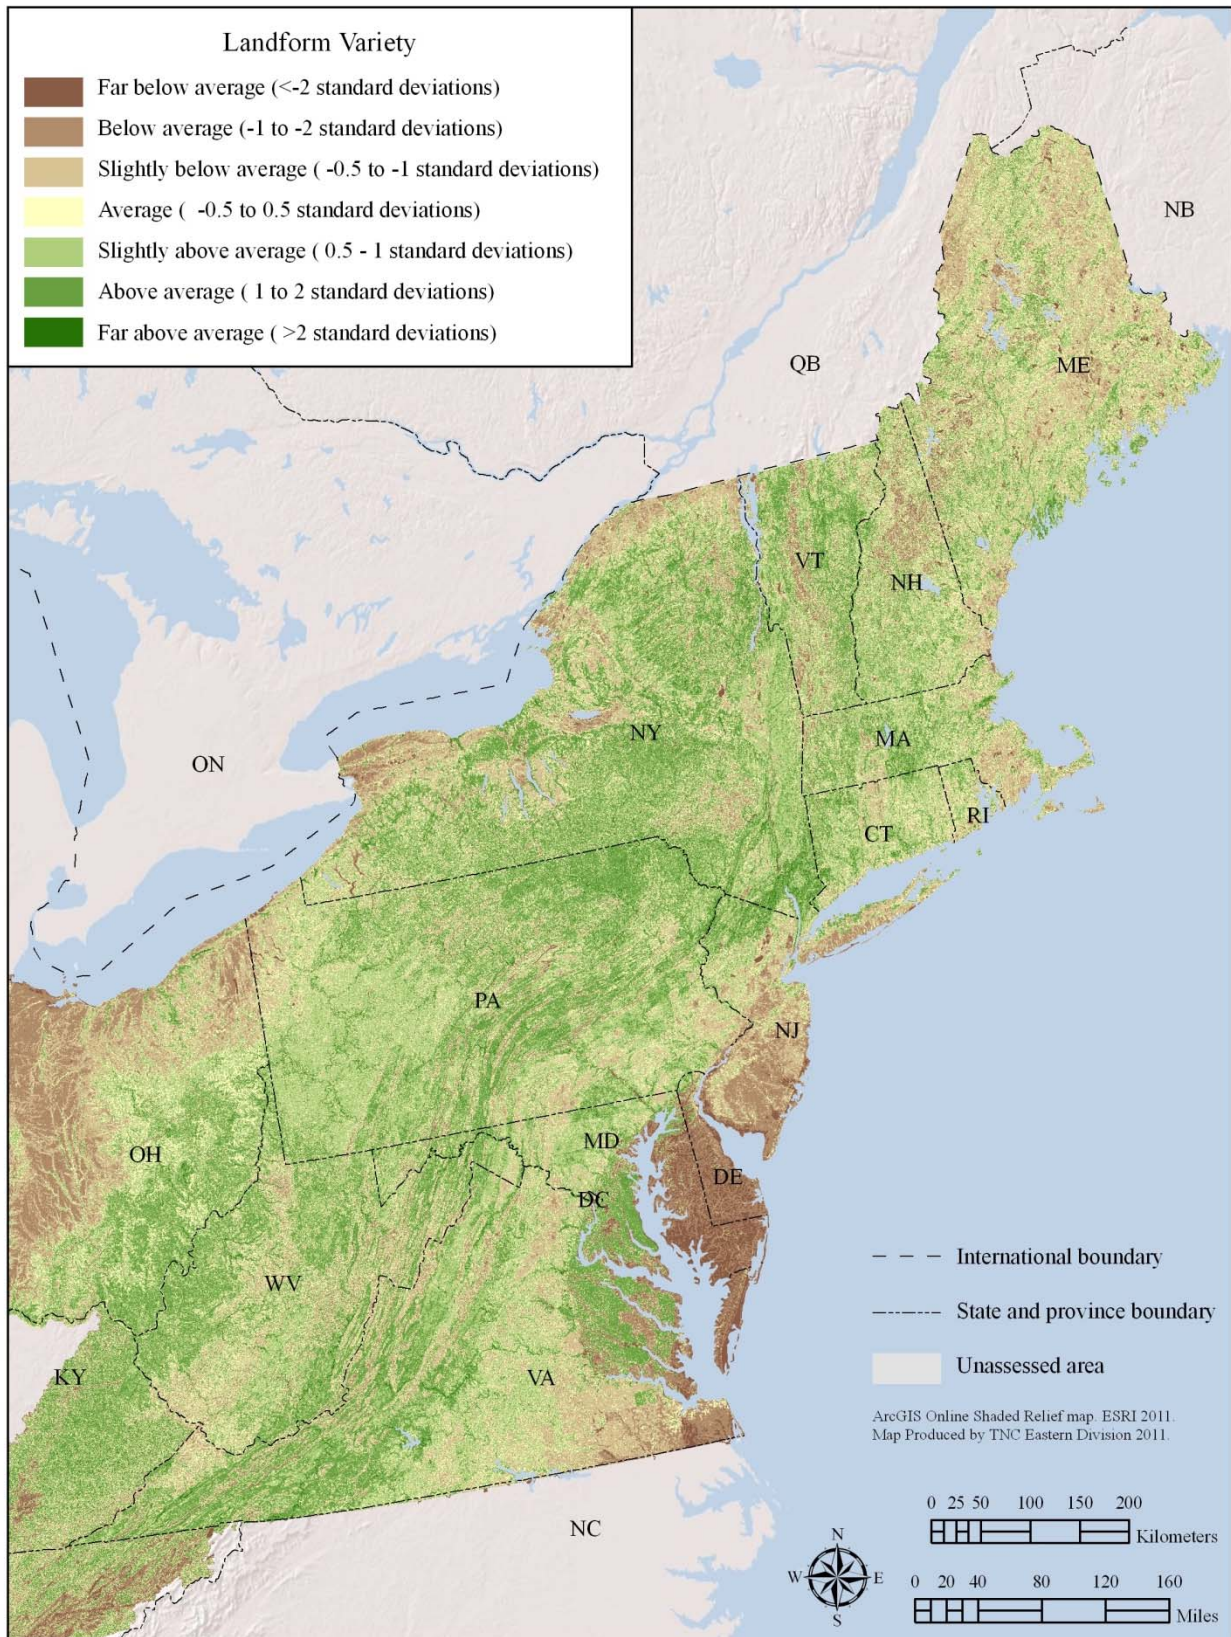 Landform Variety
Far below average (<-2 standard deviations)
Below average (-1 to -2 standard deviations)
Slightly below average ( -0.5 to -1 standard deviations)
Average ( -0.5 to 0.5 standard deviations)
Slightly above average ( 0.5 - 1 standard deviations)
Above average ( 1 to 2 standard deviations)
Far above average ( >2 standard deviations)
NB
QB
ME
VT
NH
NY
ON
MA
CT
RI
PA
NJ
OH
MD
DE
DC
WV
KY
VA
NC
International boundary
State and province boundary
Unassessed area
ArcGIS Online Shaded Relief map. ESRI 2011.
Map Produced by TNC Eastern Division 2011.
0 25 50 100 150 200
Kilometers
N
W E
S
0 20 40 80 120 160
Miles